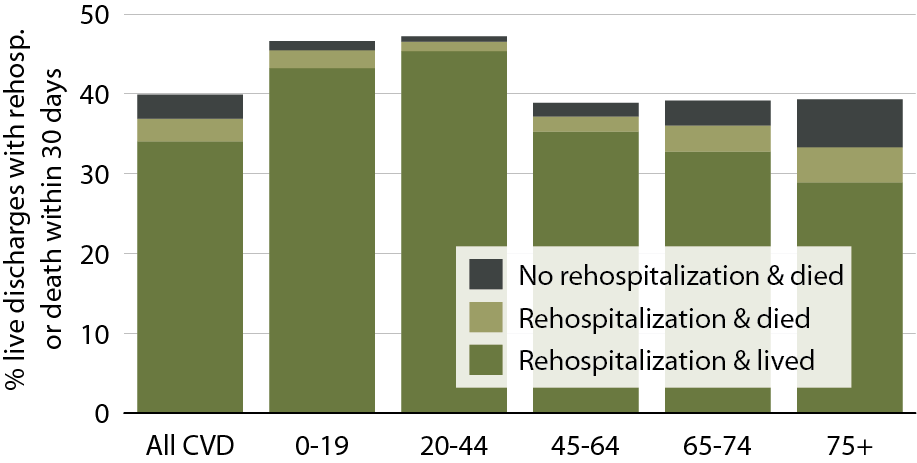 % live discharges with rehosp.
or death within 30 days
50
40
30
20
10
0
No rehospitalization & died
Rehospitalization & died
Rehospitalization & lived
All CVD 0-19 20-44 45-64 65-74 75+